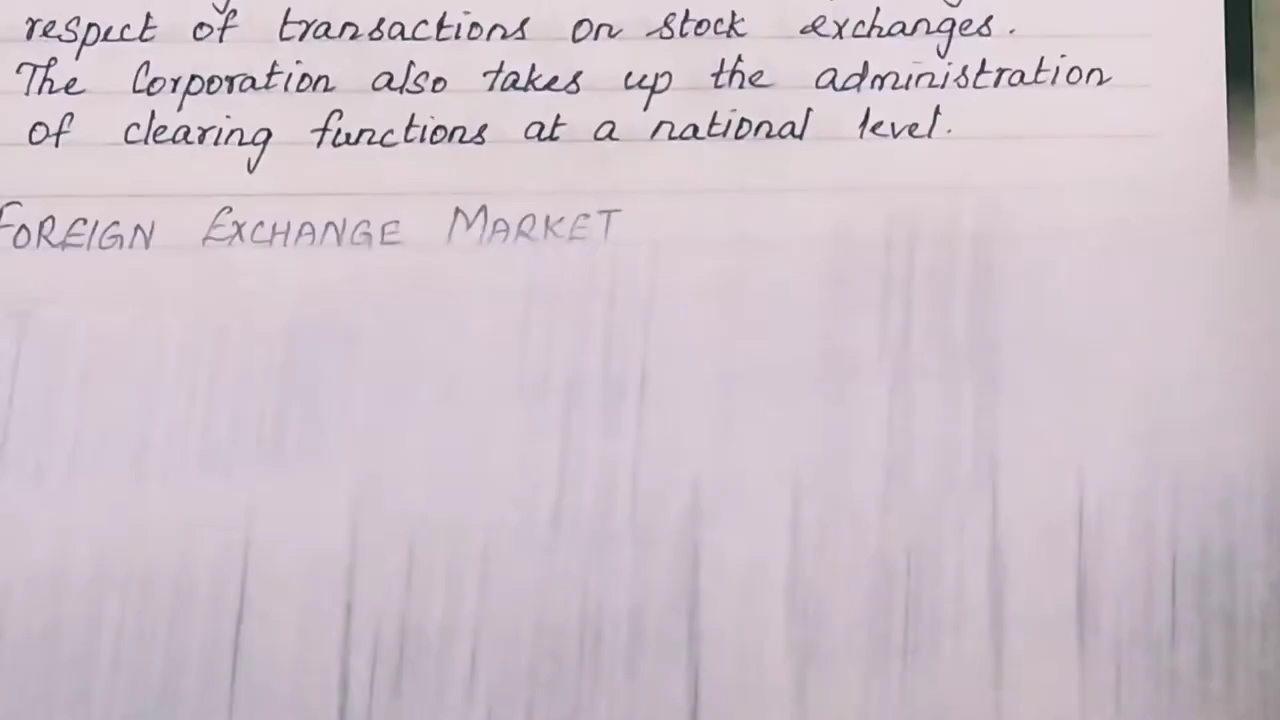 respect of transactions on stock exchanges.
The Corporation also takes up the administration
of clearing functions at a national level.
FOREIGN EXCHANGE MARKET